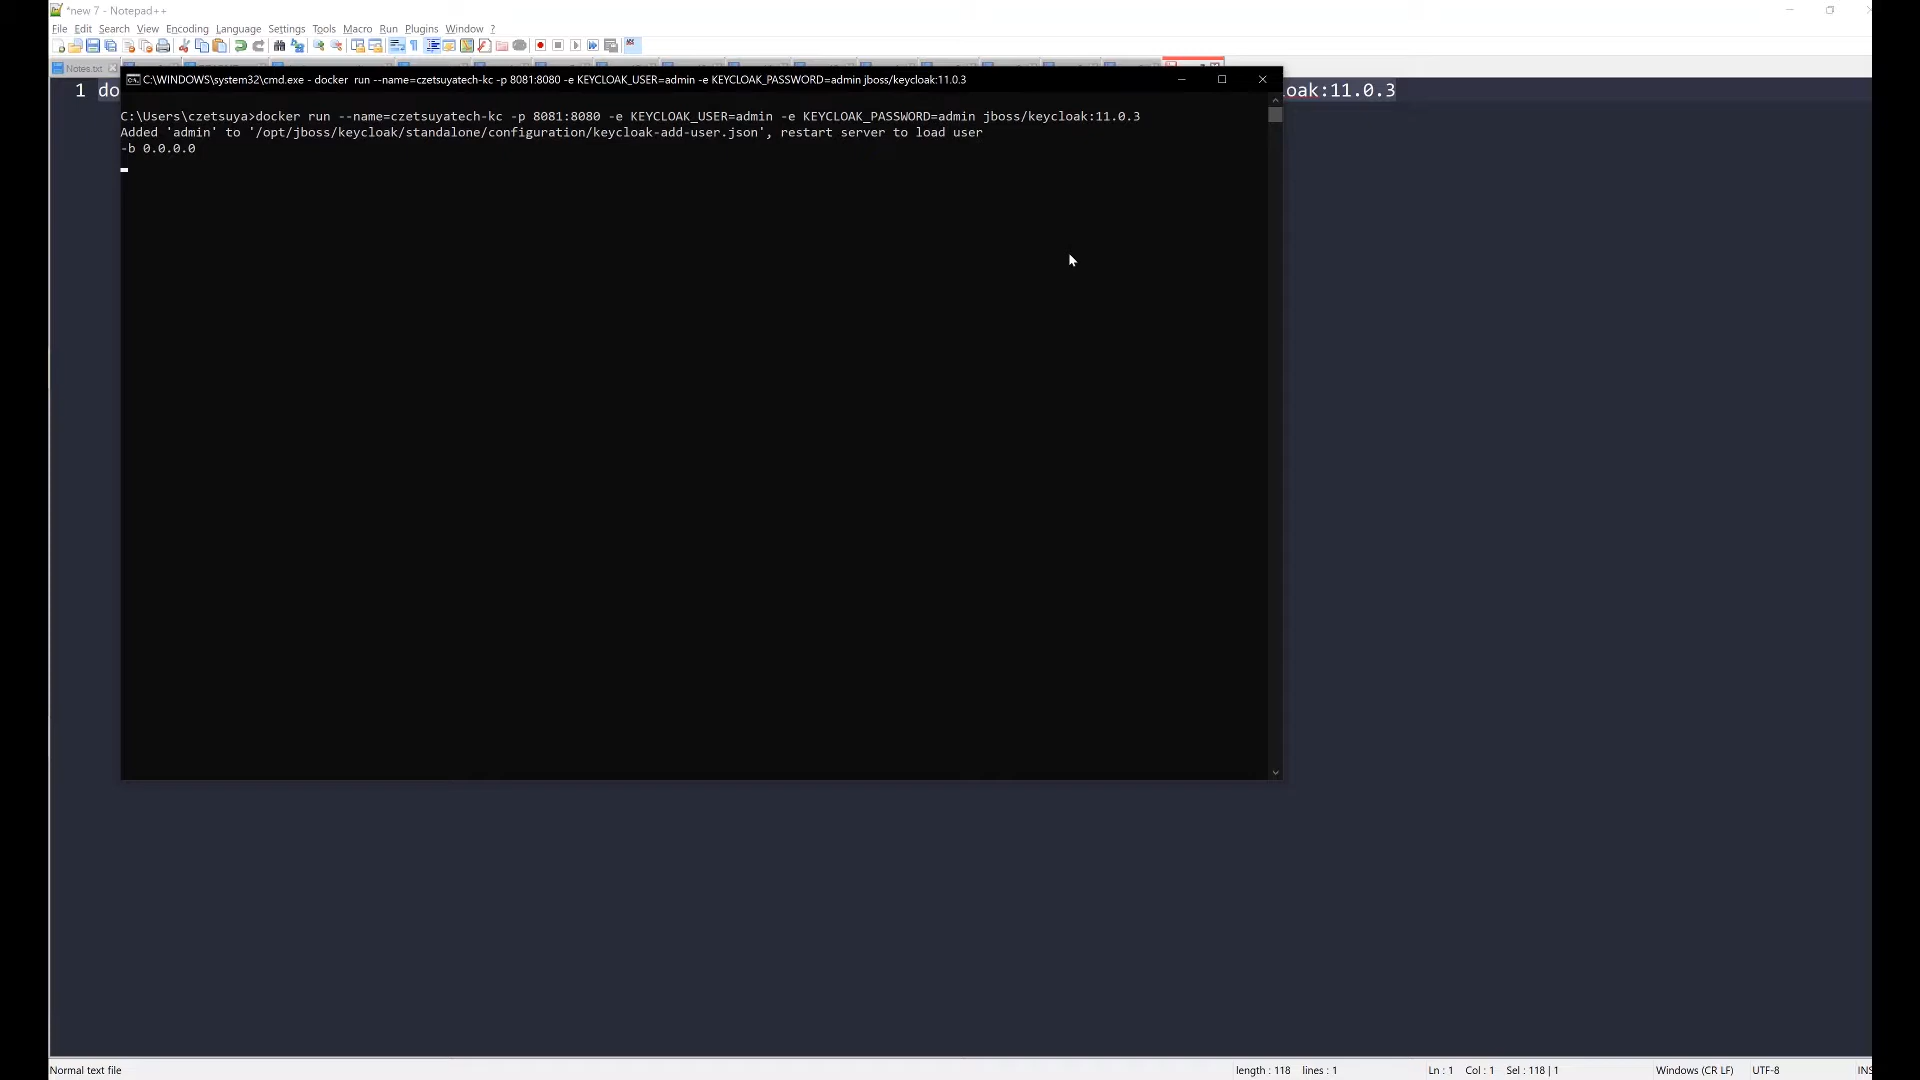 *new 7 - Notepad++
File Edit Search View Encoding Language Settings Tools Macro Run Plugins Window ?
Notes.txt
C:\WINDOWS\system32\cmd.exe - docker  run --name=czetsuyatech-kc -p 8081:8080 -e KEYCLOAK_USER=admin -e KEYCLOAK_PASSWORD=admin jboss/keycloak:11.0.3
1 do
oak:11.0.3
C:\Users\czetsuya>docker run --name=czetsuyatech-kc -p 8081:8080 -e KEYCLOAK_USER=admin -e KEYCLOAK_PASSWORD=admin jboss/keycloak:11.0.3
Added 'admin' to '/opt/jboss/keycloak/standalone/configuration/keycloak-add-user.json', restart server to load user
-b 0.0.0.0
Normal text file length : 118 lines : 1 Ln : 1 Col : 1 Sel : 118 | 1 Windows (CR LF) UTF-8 INS